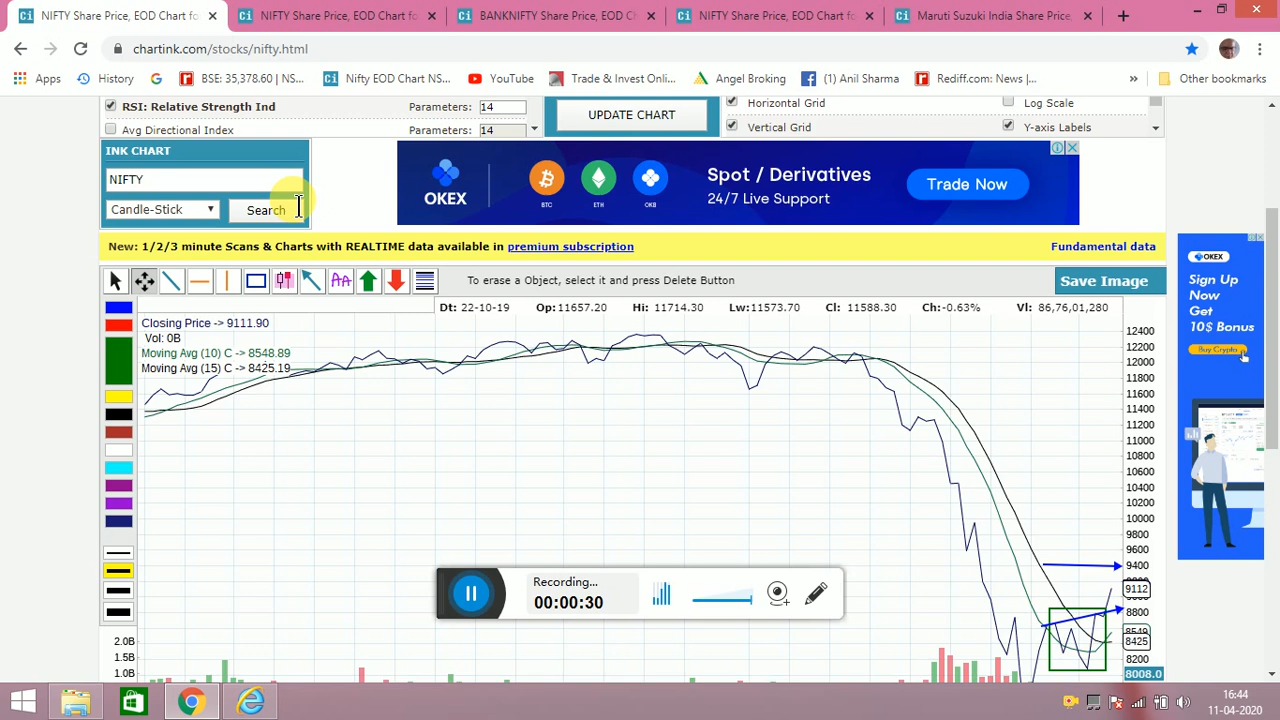 NIFTY Share Price, EOD Chart fo
NIFTY Share Price, EOD Chart for
BANKNIFTY Share Price, EOD Char
NIFTY Share Price, EOD Chart for
Maruti Suzuki India Share Price,
chartink.com/stocks/nifty.html
Apps
History
BSE: 35,378.60 | NS...
Nifty EOD Chart NS...
YouTube
Trade & Invest Onli...
Angel Broking
(1) Anil Sharma
Rediff.com: News |...
Other bookmarks
RSI: Relative Strength Ind
Parameters:
14
UPDATE CHART
Horizontal Grid
Log Scale
Avg Directional Index
Parameters:
14
Vertical Grid
Y-axis Labels
INK CHART
NIFTY
Candle-Stick
Search
OKEX
BTC
ETH
OKB
Spot / Derivatives
24/7 Live Support
Trade Now
New: 1/2/3 minute Scans & Charts with REALTIME data available in premium subscription
Fundamental data
To erase a Object, select it and press Delete Button
Save Image
OKEX
Sign Up
Now
Get
10$ Bonus
Buy Crypto
Dt: 22-10-19
Op:11657.20
Hi: 11714.30
Lw:11573.70
Cl: 11588.30
Ch:-0.63%
Vl: 86,76,01,280
Closing Price -> 9111.90
Vol: 0B
Moving Avg (10) C -> 8548.89
Moving Avg (15) C -> 8425.19
12400
12200
12000
11800
11600
11400
11200
11000
10800
10600
10400
10200
10000
9800
9600
9400
9112
8800
8549
8425
8200
8008.0
2.0B
1.5B
1.0B
Recording...
00:00:30
16:44
11-04-2020